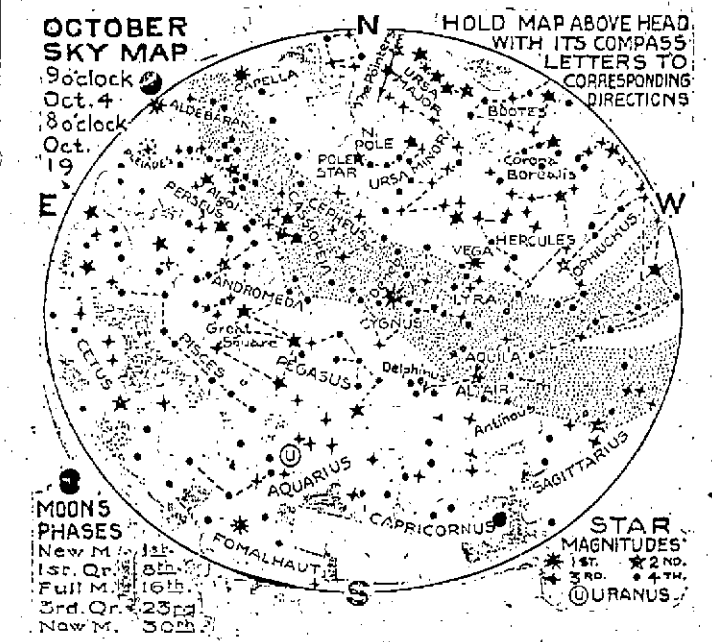 OCTOBER
SKY MAP
9 o'clock
Oct. 4
8 o'clock
Oct.
19
HOLD MAP ABOVE HEAD
WITH ITS COMPASS
LETTERS TO
CORRESPONDING
DIRECTIONS
N
CAPELLA
The Pointers
URSA
MAJOR
BOOTES
ALDEBARAN
N.
POLE
POLE
STAR
URSA MINOR
Corona
Borealis
E
W
PERSEUS
Algol
CASSIOPEIA
CEPHEUS
VEGA
HERCULES
OPHIUCHUS
LYRA
ANDROMEDA
CYGNUS
Great
Square
PISCES
PEGASUS
CETUS
Delphinus
AQUILA
ALTAIR
Antinous
SAGITTARIUS
U
AQUARIUS
CAPRICORNUS
FOMALHAUT
S
MOON'S
PHASES
New M. 1st.
1st. Qr. 8th.
Full M. 16th.
3rd. Qr. 23rd
New M. 30th.
STAR
MAGNITUDES
1ST. 2ND.
3RD. 4TH.
U URANUS